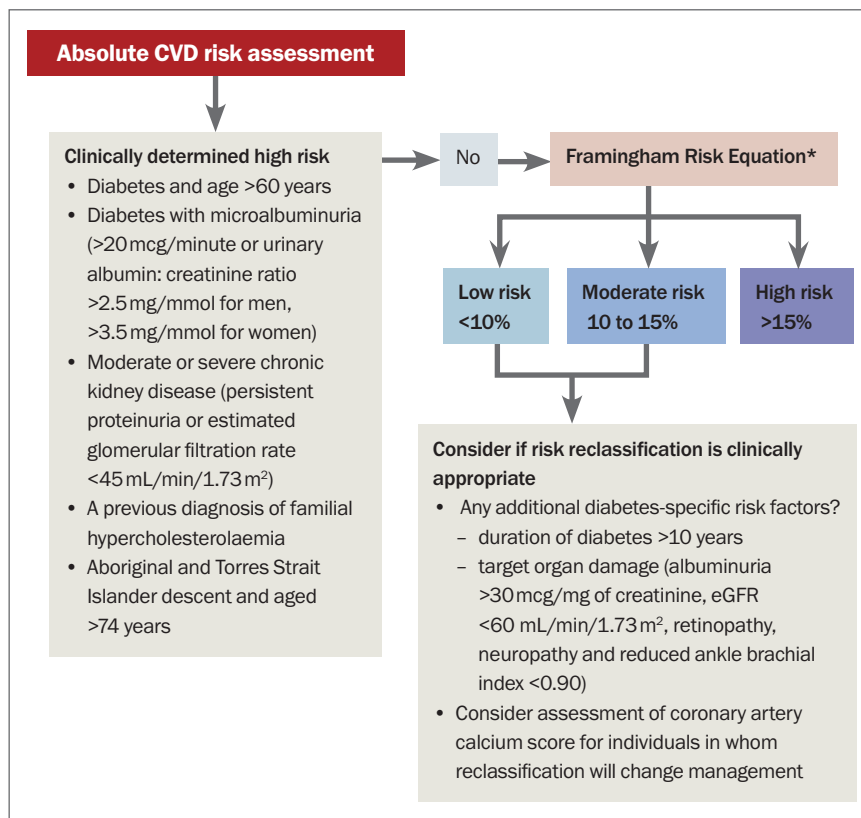 Absolute CVD risk assessment
Clinically determined high risk
• Diabetes and age >60 years
• Diabetes with microalbuminuria
(>20 mcg/minute or urinary
albumin: creatinine ratio
>2.5 mg/mmol for men,
>3.5 mg/mmol for women)
• Moderate or severe chronic
kidney disease (persistent
proteinuria or estimated
glomerular filtration rate
<45 mL/min/1.73 m²)
• A previous diagnosis of familial
hypercholesterolaemia
• Aboriginal and Torres Strait
Islander descent and aged
>74 years
No
Framingham Risk Equation*
Low risk
<10%
Moderate risk
10 to 15%
High risk
>15%
Consider if risk reclassification is clinically
appropriate
• Any additional diabetes-specific risk factors?
– duration of diabetes >10 years
– target organ damage (albuminuria
>30 mcg/mg of creatinine, eGFR
<60 mL/min/1.73 m², retinopathy,
neuropathy and reduced ankle brachial
index <0.90)
• Consider assessment of coronary artery
calcium score for individuals in whom
reclassification will change management